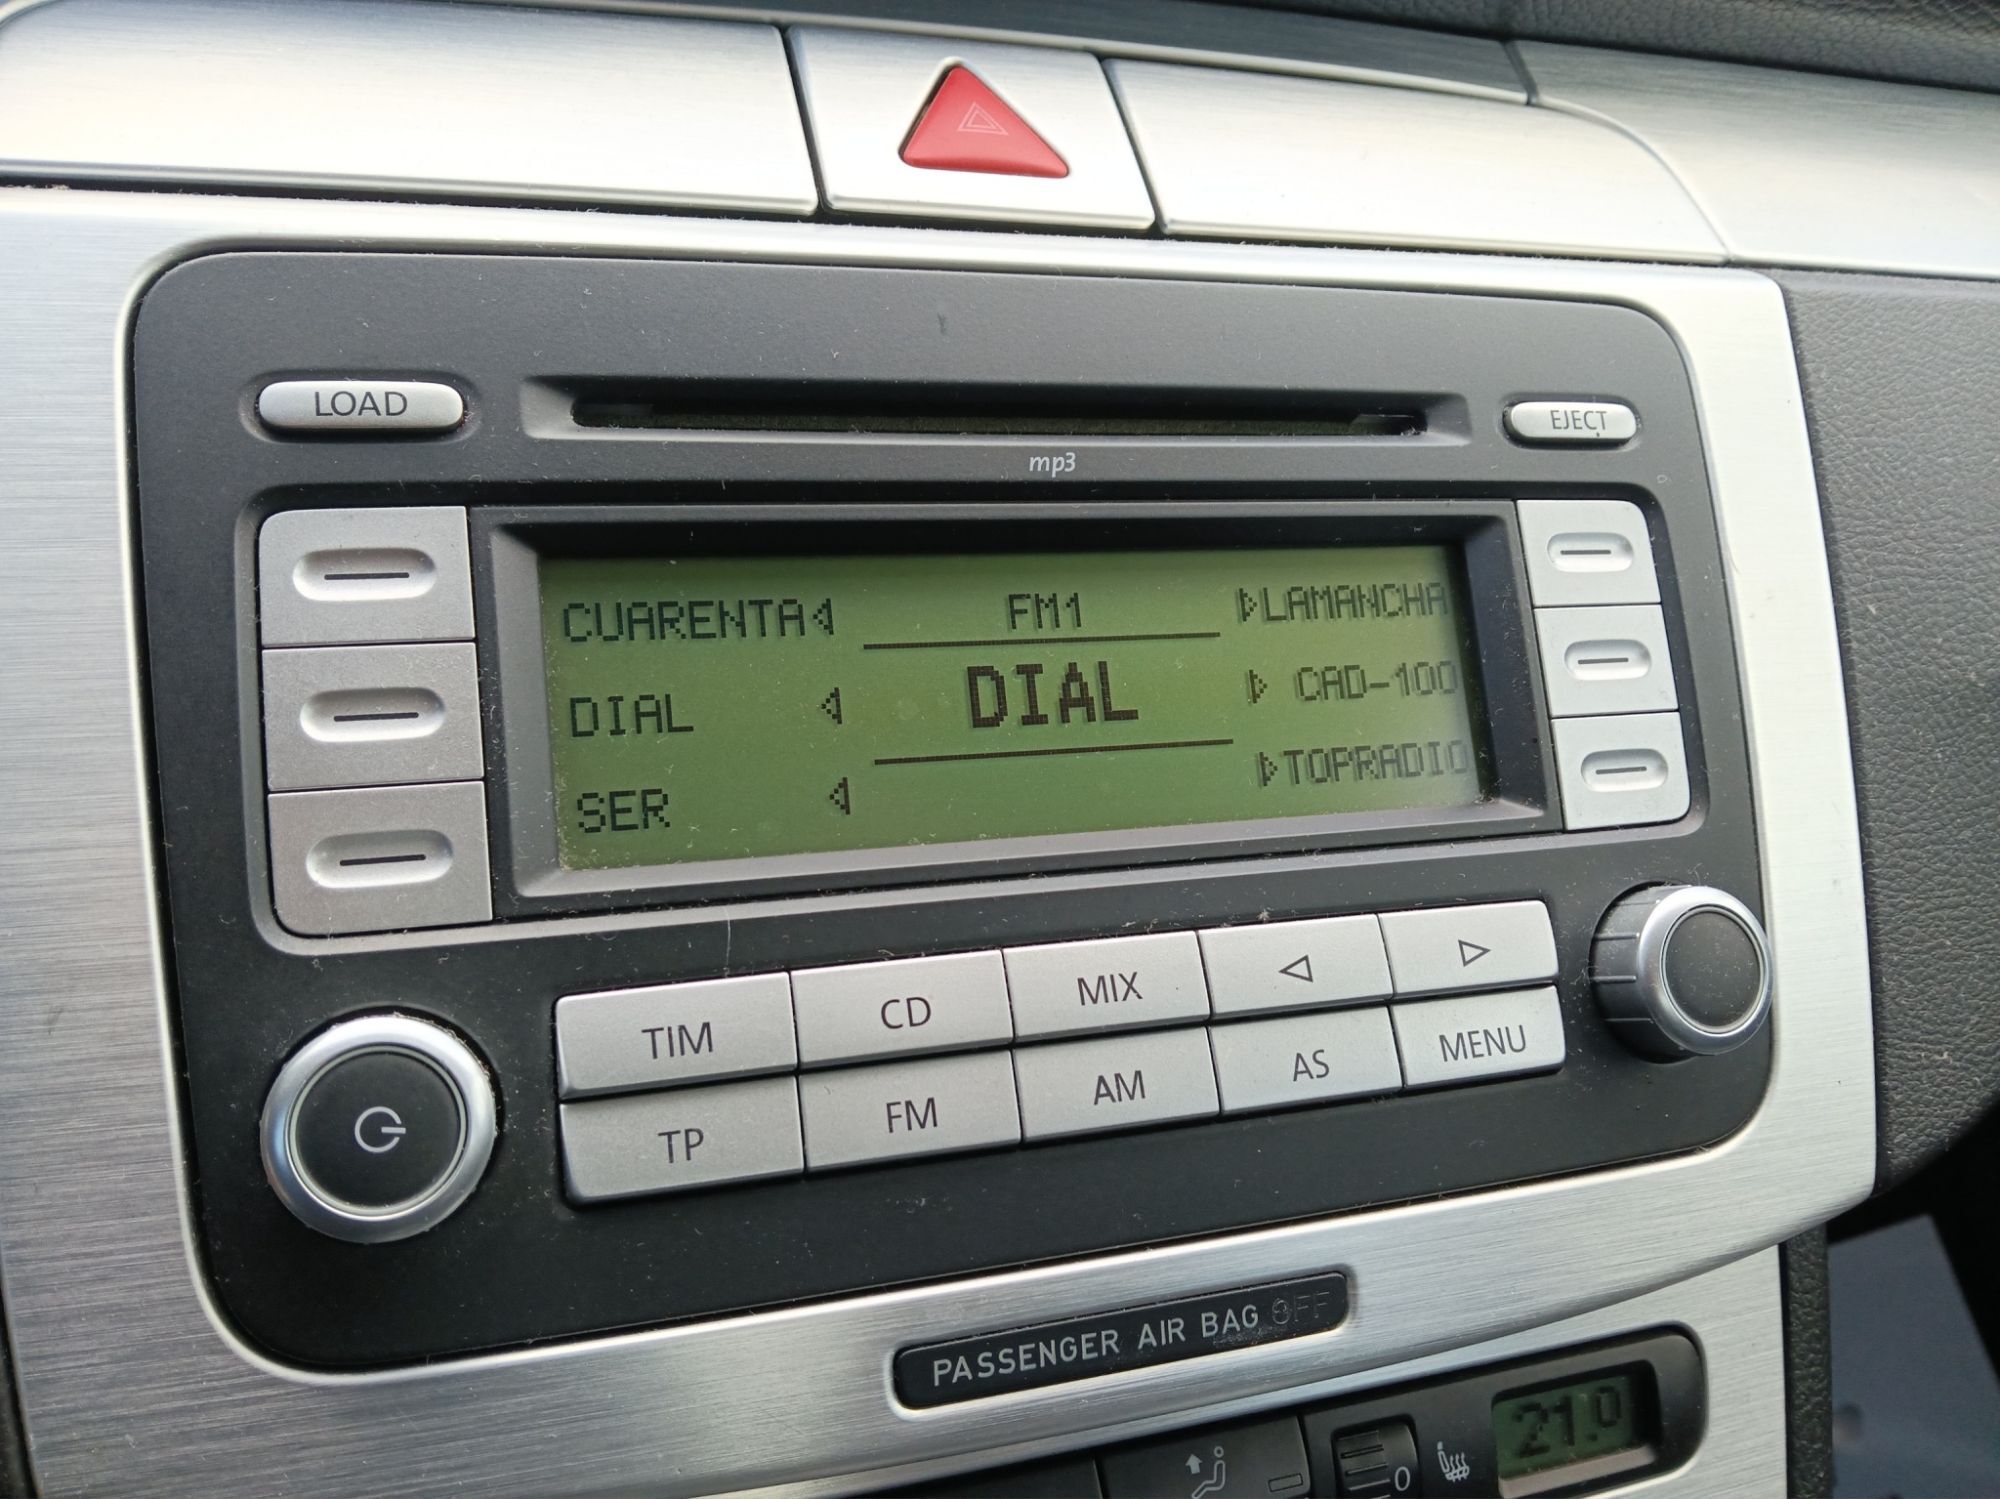 LOAD
EJECT
mp3
CUARENTA FM1 LAMANCHA
DIAL DIAL CAD-100
SER TOPRADIO
TIM CD MIX
TP FM AM AS MENU
PASSENGER AIR BAG OFF
0 21.0